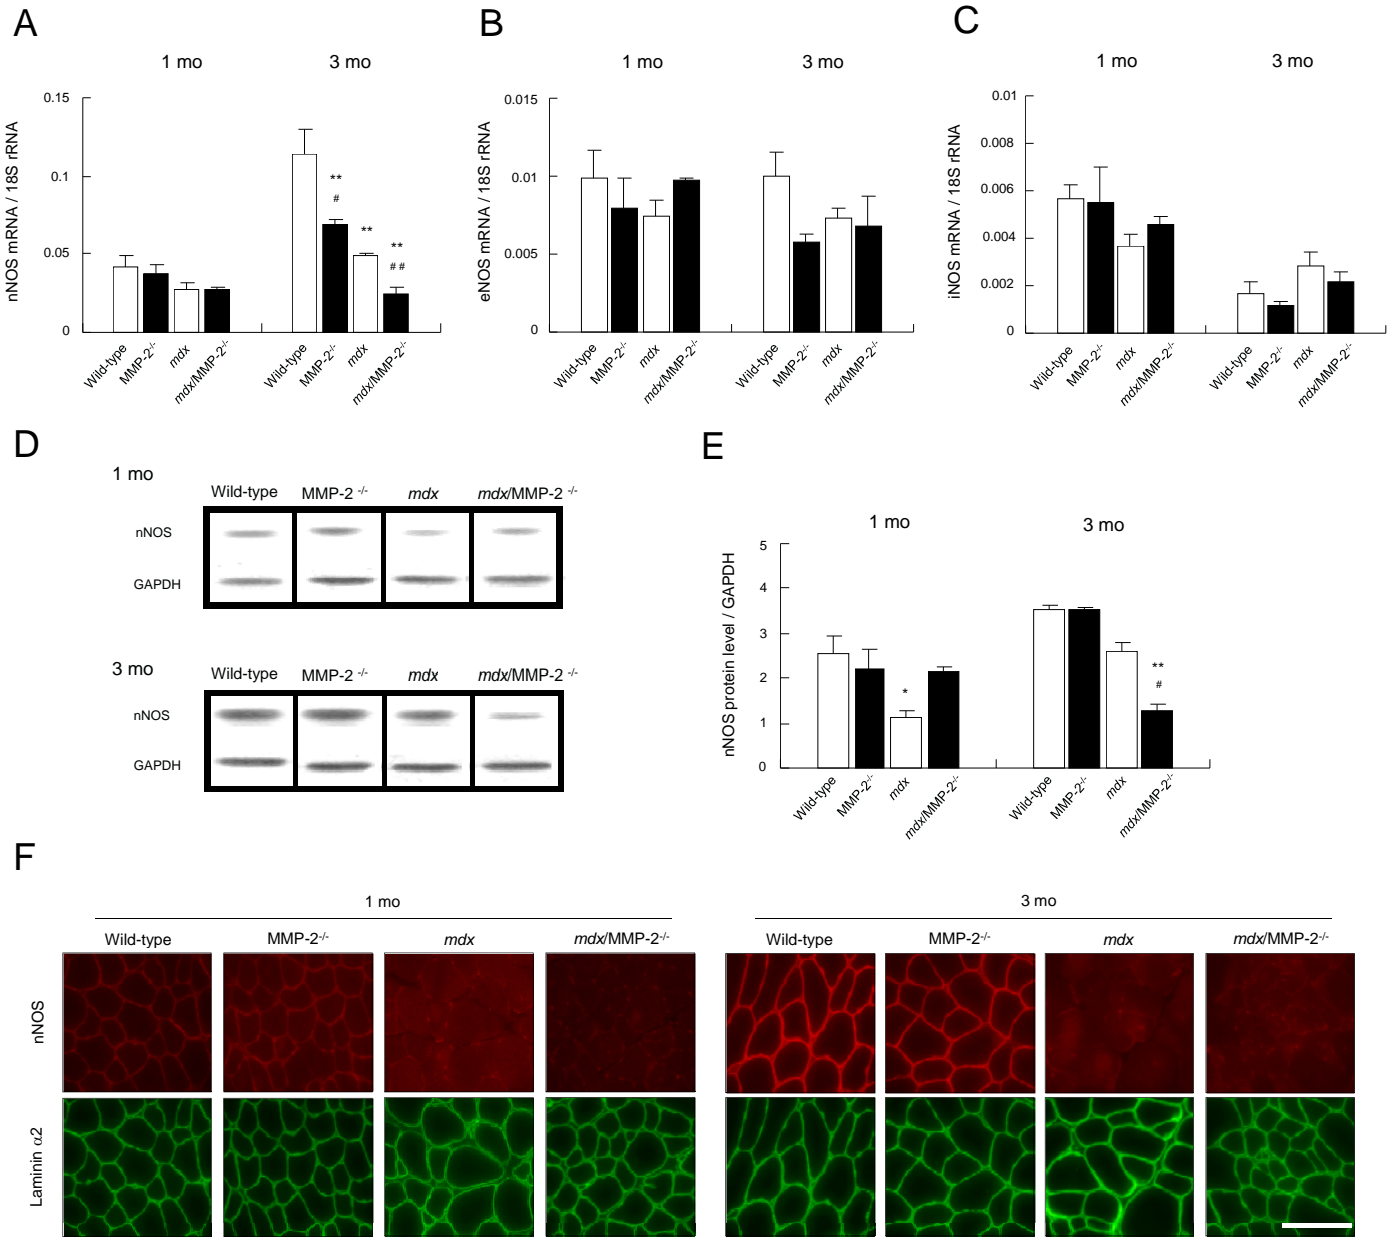 A
1 mo 3 mo
nNOS mRNA / 18S rRNA
0.15
0.1
0.05
0
**
#
**
**
##
Wild-type MMP-2-/- mdx mdx/MMP-2-/- Wild-type MMP-2-/- mdx mdx/MMP-2-/-
B
1 mo 3 mo
eNOS mRNA / 18S rRNA
0.015
0.01
0.005
0
Wild-type MMP-2-/- mdx mdx/MMP-2-/- Wild-type MMP-2-/- mdx mdx/MMP-2-/-
C
1 mo 3 mo
iNOS mRNA / 18S rRNA
0.01
0.008
0.006
0.004
0.002
0
Wild-type MMP-2-/- mdx mdx/MMP-2-/- Wild-type MMP-2-/- mdx mdx/MMP-2-/-
D
1 mo
Wild-type MMP-2 -/- mdx mdx/MMP-2 -/-
nNOS
GAPDH
3 mo
Wild-type MMP-2 -/- mdx mdx/MMP-2 -/-
nNOS
GAPDH
E
1 mo 3 mo
nNOS protein level / GAPDH
5
4
3
2
1
0
*
**
#
Wild-type MMP-2-/- mdx mdx/MMP-2-/- Wild-type MMP-2-/- mdx mdx/MMP-2-/-
F
1 mo 3 mo
Wild-type MMP-2-/- mdx mdx/MMP-2-/- Wild-type MMP-2-/- mdx mdx/MMP-2-/-
nNOS
Laminin α2